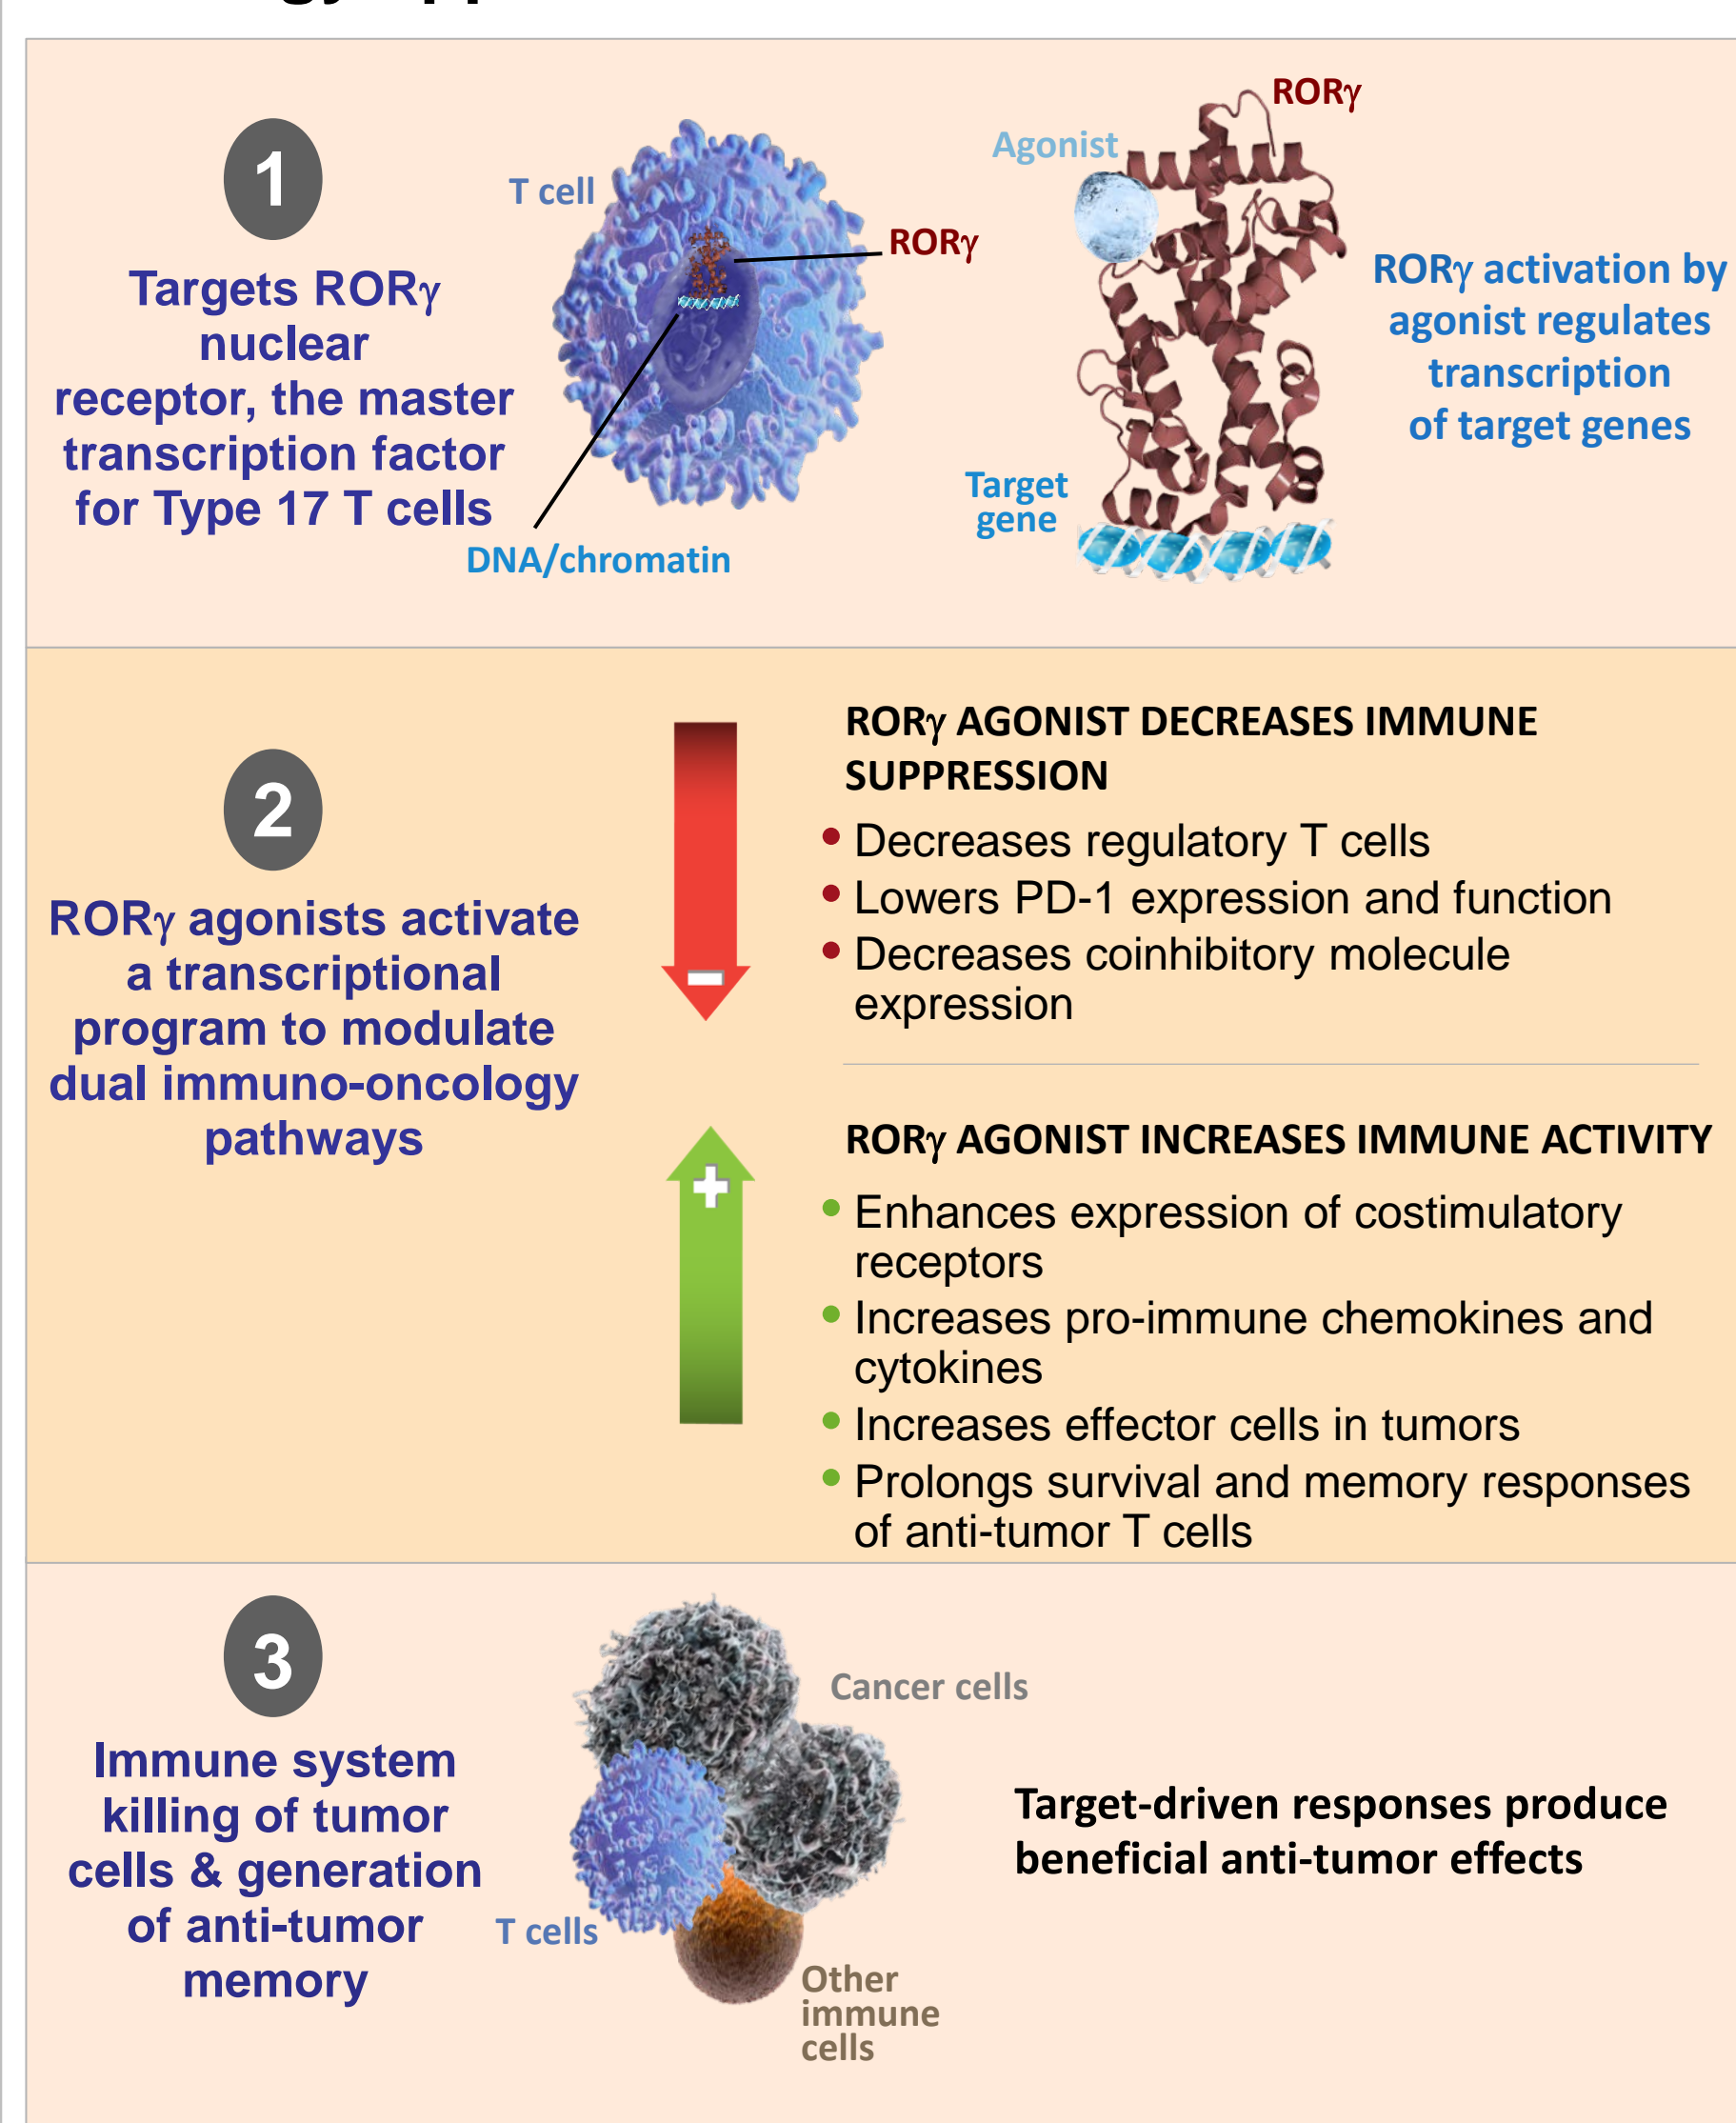 1
Targets RORγ
nuclear
receptor, the master
transcription factor
for Type 17 T cells
T cell
RORγ
DNA/chromatin
RORγ
Agonist
Target
gene
RORγ activation by
agonist regulates
transcription
of target genes
2
RORγ agonists activate
a transcriptional
program to modulate
dual immuno-oncology
pathways
RORγ AGONIST DECREASES IMMUNE
SUPPRESSION
• Decreases regulatory T cells
• Lowers PD-1 expression and function
• Decreases coinhibitory molecule
expression
RORγ AGONIST INCREASES IMMUNE ACTIVITY
• Enhances expression of costimulatory
receptors
• Increases pro-immune chemokines and
cytokines
• Increases effector cells in tumors
• Prolongs survival and memory responses
of anti-tumor T cells
3
Immune system
killing of tumor
cells & generation
of anti-tumor
memory
Cancer cells
T cells
Other
immune
cells
Target-driven responses produce
beneficial anti-tumor effects